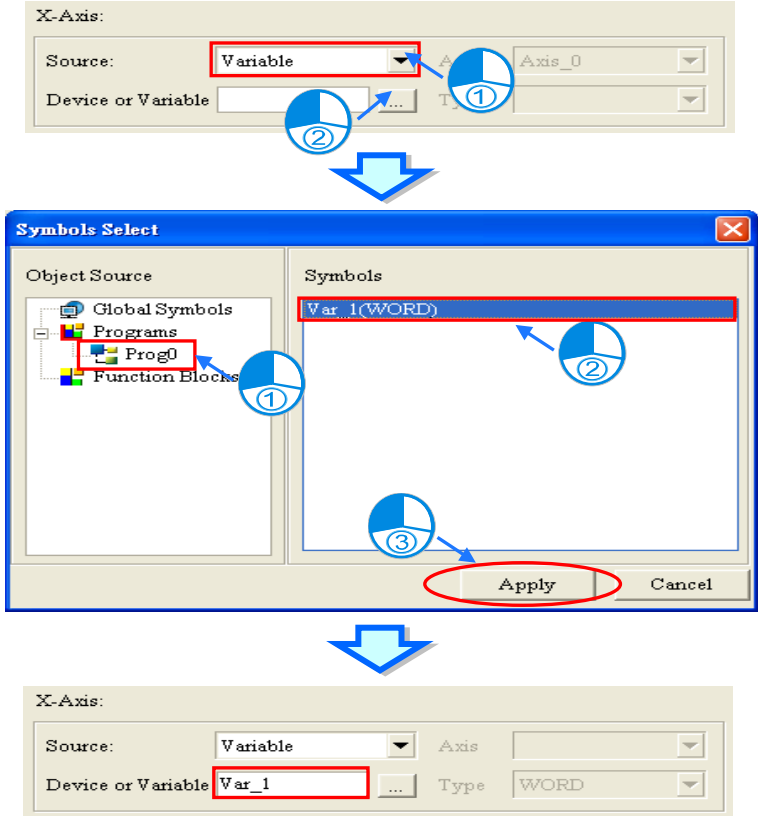 X-Axis:
Source: Variable Axis_0
Device or Variable ...
①
②
Symbols Select
Object Source Symbols
Global Symbols Var_1(WORD)
Programs
Prog0
Function Blocks
②
①
③
Apply Cancel
X-Axis:
Source: Variable Axis
Device or Variable Var_1 ... Type WORD